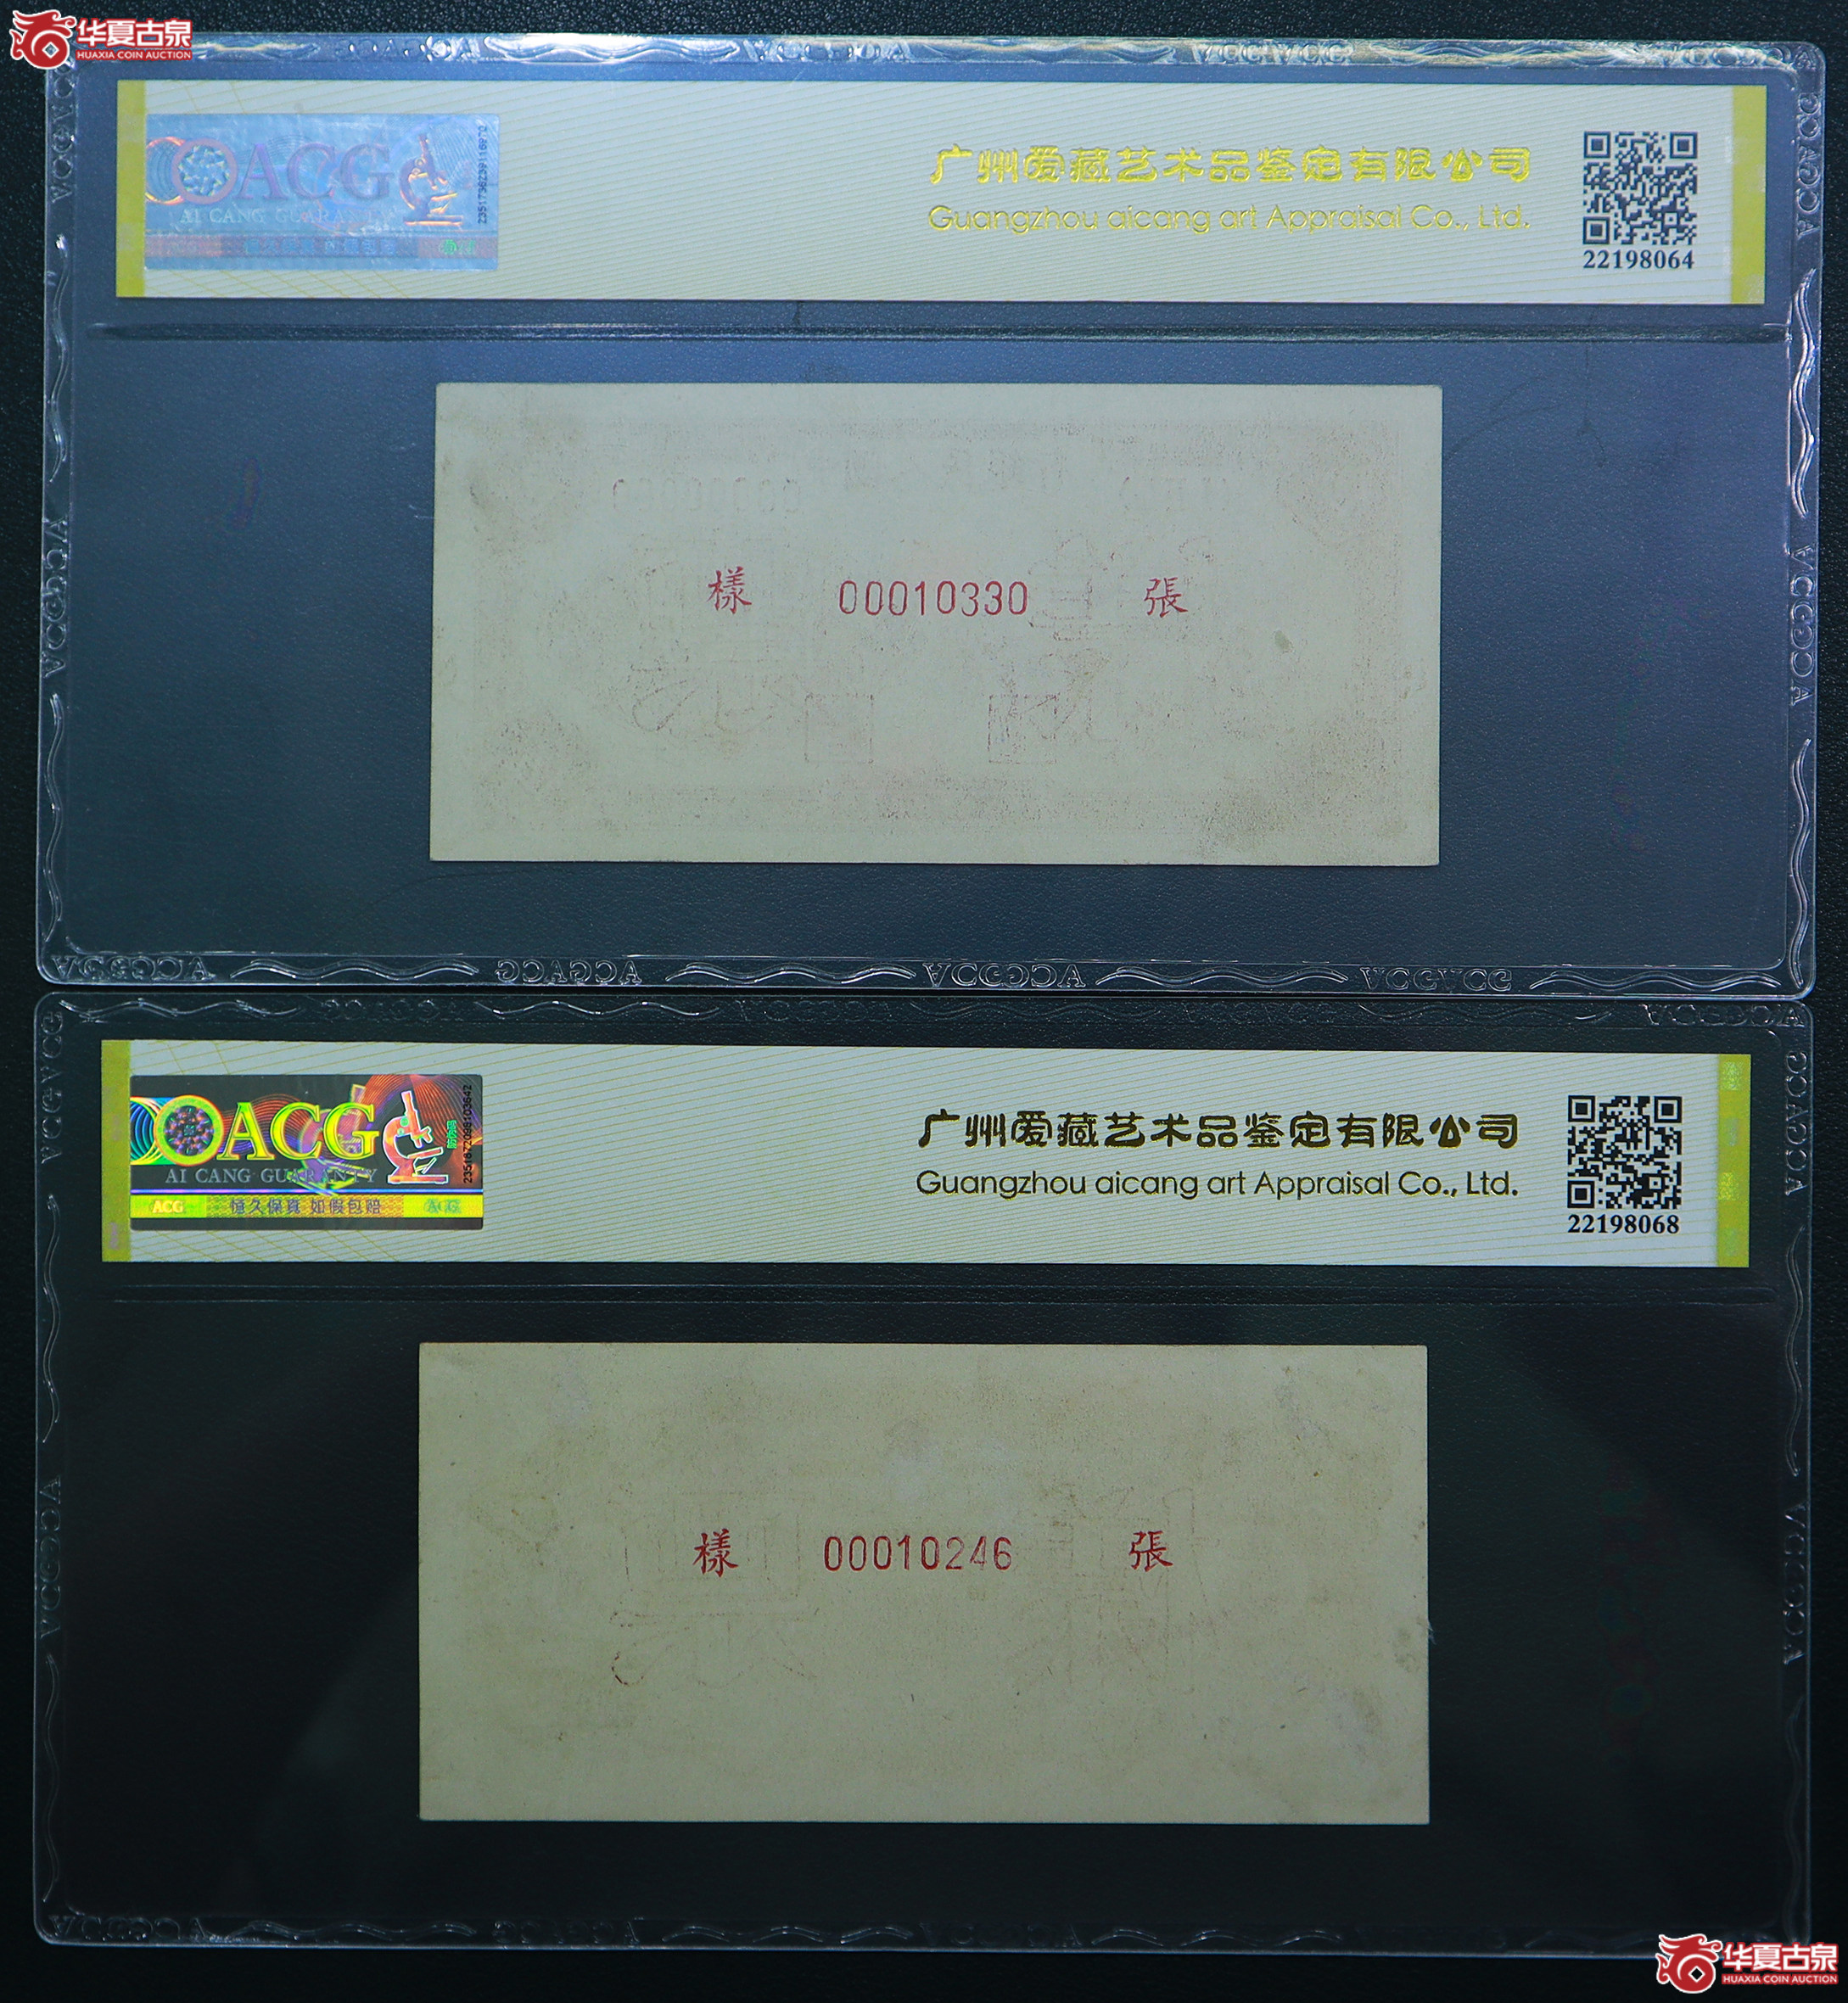 华夏古泉
HUAXIA COIN AUCTION
ACG
AI CANG GUARANTY
广州爱藏艺术品鉴定有限公司
Guangzhou aicang art Appraisal Co., Ltd.
22198064
樣 00010330 張
ACG
AI CANG GUARANTY
ACG 恒久保真 如假包赔
广州爱藏艺术品鉴定有限公司
Guangzhou aicang art Appraisal Co., Ltd.
22198068
樣 00010246 張
华夏古泉
HUAXIA COIN AUCTION